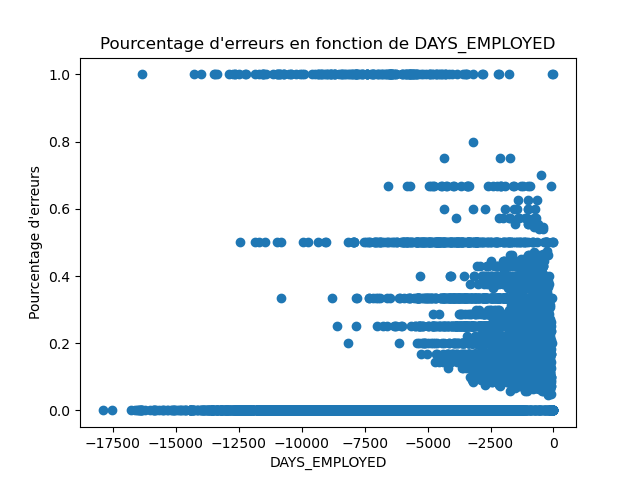 Pourcentage d'erreurs en fonction de DAYS_EMPLOYED
Pourcentage d'erreurs
1.0
0.8
0.6
0.4
0.2
0.0
−17500 −15000 −12500 −10000 −7500 −5000 −2500 0
DAYS_EMPLOYED